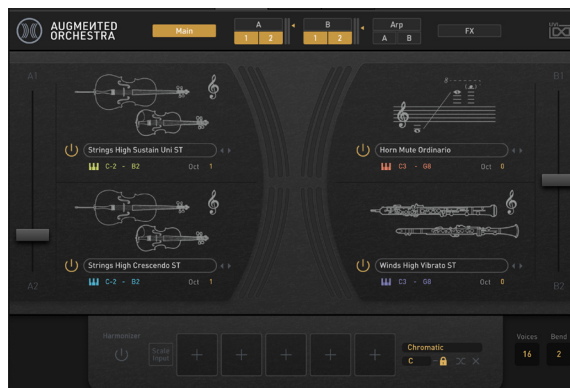 AUGMENTED
ORCHESTRA
Main
A
1 2
B
1 2
Arp
A B
FX
UVI
A1
B1
Strings High Sustain Uni ST
C-2 - B2 Oct 1
Horn Mute Ordinario
C3 - G8 Oct 0
Strings High Crescendo ST
C-2 - B2 Oct 1
Winds High Vibrato ST
C3 - G8 Oct 0
A2
B2
Harmonizer
Scale
Input
+ + + + +
Chromatic
C
Voices
16
Bend
2